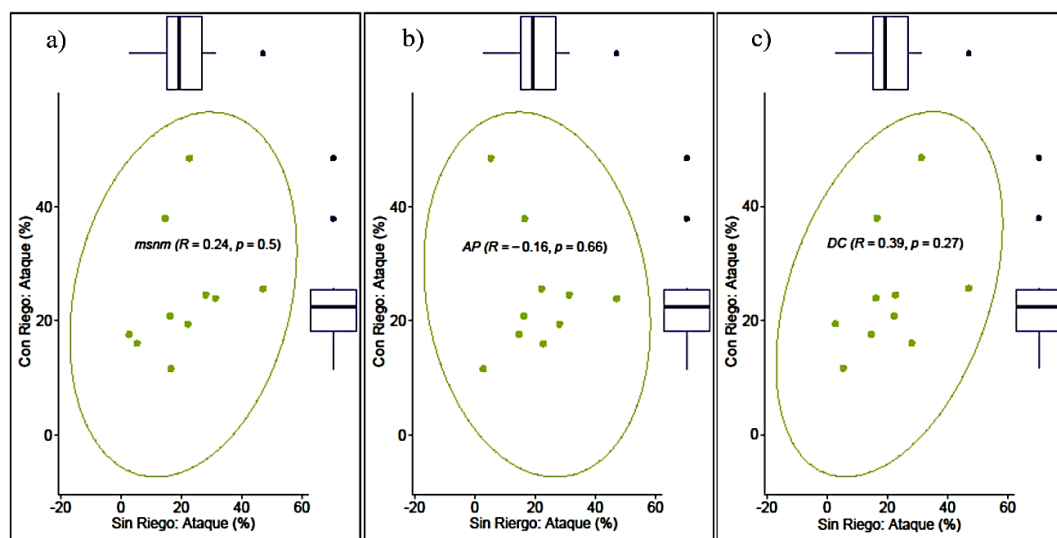 a)
Con Riego: Ataque (%)
40
20
0
msnm (R = 0.24, p = 0.5)
-20 0 20 40 60
Sin Riego: Ataque (%)
b)
Con Riego: Ataque (%)
40
20
0
AP (R = −0.16, p = 0.66)
-20 0 20 40 60
Sin Riego: Ataque (%)
c)
Con Riego: Ataque (%)
40
20
0
DC (R = 0.39, p = 0.27)
-20 0 20 40 60
Sin Riego: Ataque (%)